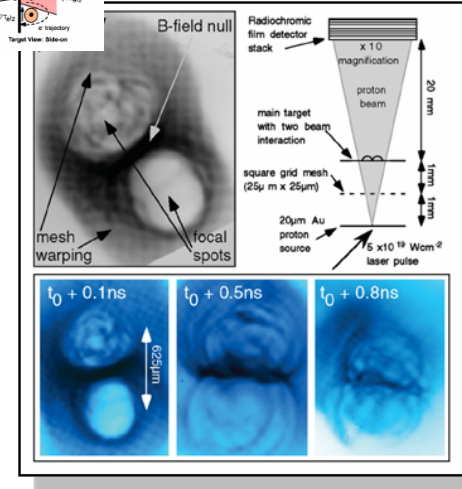 e⁻ trajectory
Target View: Side-on
B-field null
mesh
warping
focal
spots
Radiochromic
film detector
stack
x 10
magnification
proton
beam
20 mm
main target
with two beam
interaction
1mm
square grid mesh
(25µ m x 25µm)
1mm
20µm Au
proton
source
5 x10¹⁹ Wcm⁻²
laser pulse
t₀ + 0.1ns
625µm
t₀ + 0.5ns
t₀ + 0.8ns